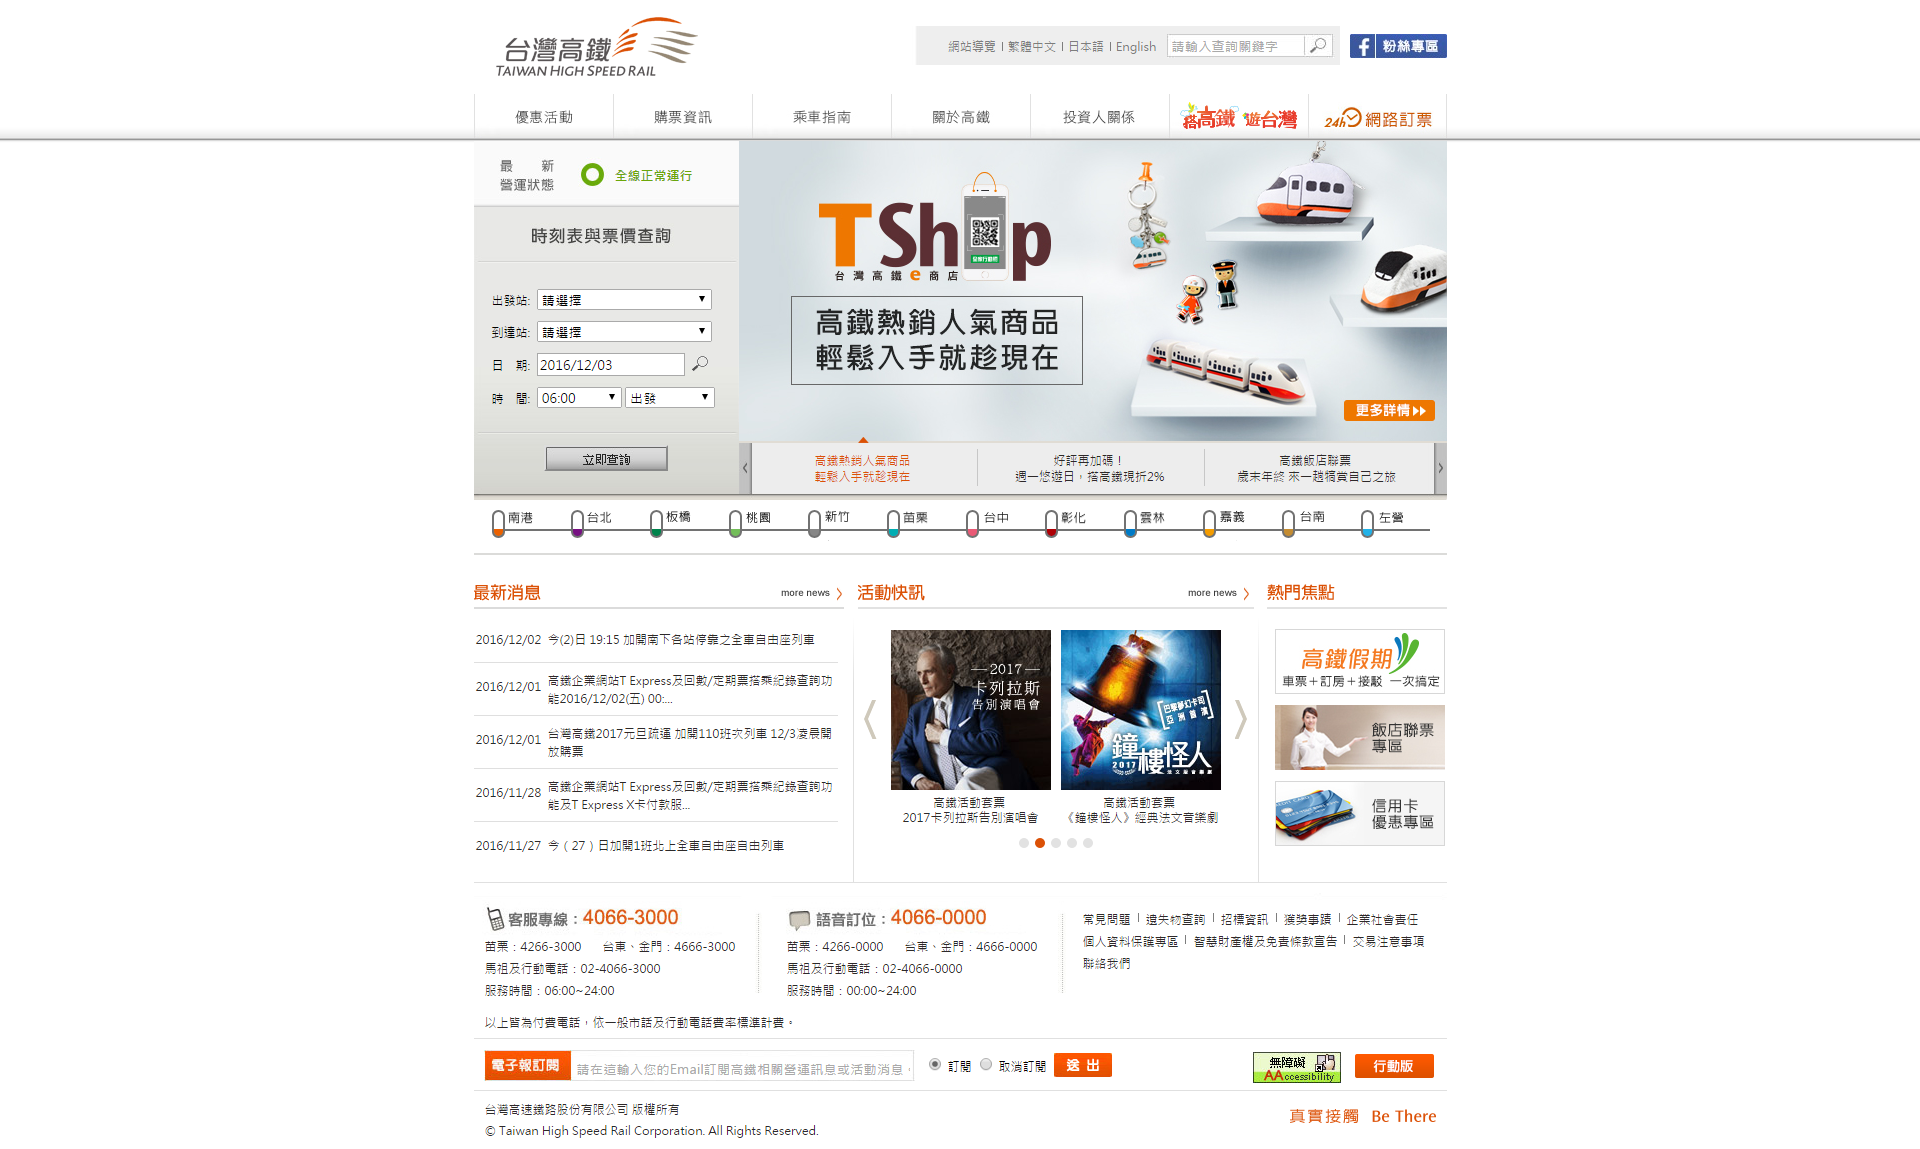 台灣高鐵
TAIWAN HIGH SPEED RAIL
網站導覽 | 繁體中文 | 日本語 | English
請輸入查詢關鍵字
粉絲專區
優惠活動
購票資訊
乘車指南
關於高鐵
投資人關係
搭高鐵 遊台灣
24h 網路訂票
最 新
營運狀態
全線正常運行
時刻表與票價查詢
出發站: 請選擇
到達站: 請選擇
日 期: 2016/12/03
時 間: 06:00 出發
立即查詢
T Shop
台灣高鐵e商店
高鐵熱銷人氣商品
輕鬆入手就趁現在
更多詳情
高鐵熱銷人氣商品
輕鬆入手就趁現在
好評再加碼！
週一悠遊日，搭高鐵現折2%
高鐵飯店聯票
歲末年終 來一趟犒賞自己之旅
南港 台北 板橋 桃園 新竹 苗栗 台中 彰化 雲林 嘉義 台南 左營
最新消息
more news
2016/12/02 今(2)日 19:15 加開南下各站停靠之全車自由座列車
2016/12/01 高鐵企業網站T Express及回數/定期票搭乘紀錄查詢功
能2016/12/02(五) 00:...
2016/12/01 台灣高鐵2017元旦疏運 加開110班次列車 12/3凌晨開
放購票
2016/11/28 高鐵企業網站T Express及回數/定期票搭乘紀錄查詢功
能及T Express X卡付款服...
2016/11/27 今 ( 27 ) 日加開1班北上全車自由座自由列車
活動快訊
more news
2017
卡列拉斯
告別演唱會
高鐵活動套票
2017卡列拉斯告別演唱會
巴黎夢幻卡司
亞洲首演
鐘樓怪人
2017
高鐵活動套票
《鐘樓怪人》經典法文音樂劇
熱門焦點
高鐵假期
車票＋訂房＋接駁 一次搞定
飯店聯票
專區
信用卡
優惠專區
客服專線：4066-3000
苗栗：4266-3000 台東、金門：4666-3000
馬祖及行動電話：02-4066-3000
服務時間：06:00~24:00
語音訂位：4066-0000
苗栗：4266-0000 台東、金門：4666-0000
馬祖及行動電話：02-4066-0000
服務時間：00:00~24:00
常見問題 | 遺失物查詢 | 招標資訊 | 獲獎事蹟 | 企業社會責任
個人資料保護專區 | 智慧財產權及免責條款宣告 | 交易注意事項
聯絡我們
以上皆為付費電話，依一般市話及行動電話費率標準計費。
電子報訂閱
請在這輸入您的Email訂閱高鐵相關營運訊息或活動消息，
訂閱 取消訂閱
送 出
無障礙
AAccessibility
行動版
台灣高速鐵路股份有限公司 版權所有
© Taiwan High Speed Rail Corporation. All Rights Reserved.
真實接觸 Be There